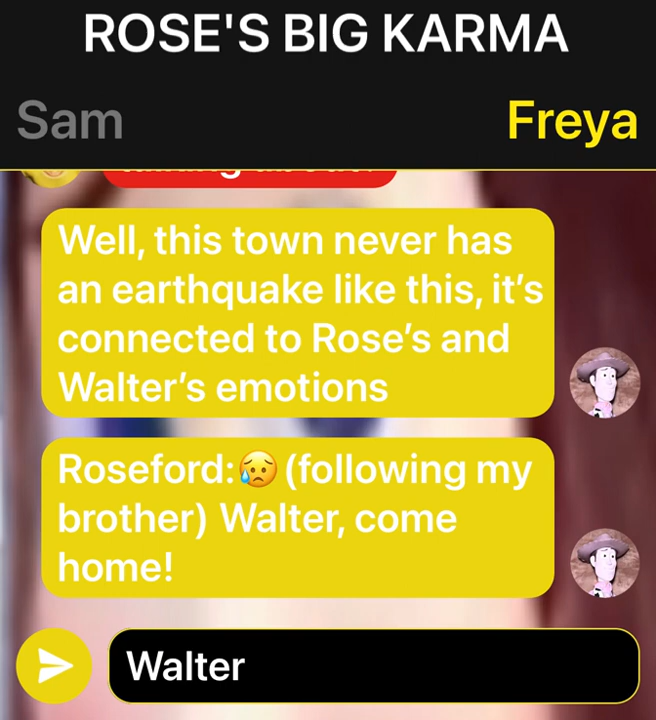 ROSE'S BIG KARMA
Sam
Freya
Well, this town never has
an earthquake like this, it’s
connected to Rose’s and
Walter’s emotions
Roseford:😥(following my
brother) Walter, come
home!
Walter